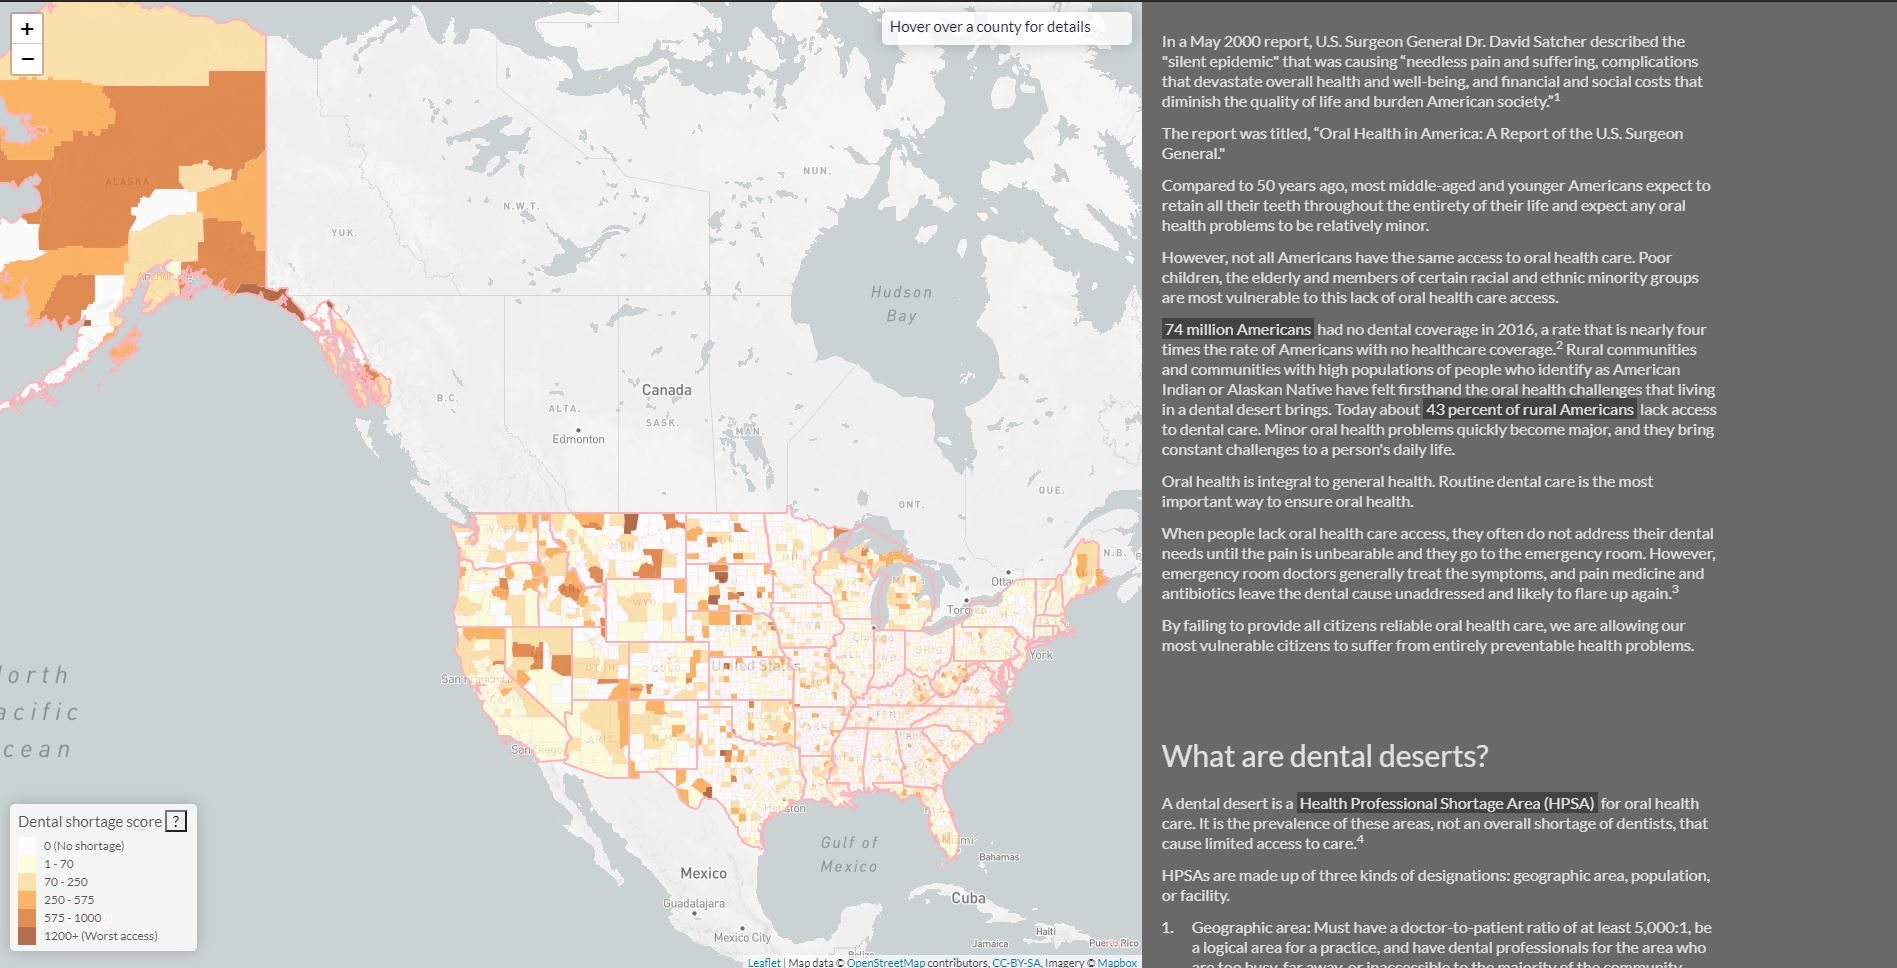 +
−
Hover over a county for details
ALASKA
NUN.
N.W.T.
YUK.
Hudson
Bay
Canada
B.C.
ALTA.
SASK.
MAN.
Edmonton
QUE.
ONT.
N.B.
Toronto
York
United States
UTAH
ARIZ.
San Diego
Houston
Miami
Gulf of
Mexico
Bahamas
Mexico
Cuba
Guadalajara
Haiti
Mexico City
Jamaica
Puerto Rico
Dental shortage score ?
0 (No shortage)
1 - 70
70 - 250
250 - 575
575 - 1000
1200+ (Worst access)
Leaflet | Map data © OpenStreetMap contributors, CC-BY-SA, Imagery © Mapbox
In a May 2000 report, U.S. Surgeon General Dr. David Satcher described the
"silent epidemic" that was causing “needless pain and suffering, complications
that devastate overall health and well-being, and financial and social costs that
diminish the quality of life and burden American society.”1
The report was titled, “Oral Health in America: A Report of the U.S. Surgeon
General."
Compared to 50 years ago, most middle-aged and younger Americans expect to
retain all their teeth throughout the entirety of their life and expect any oral
health problems to be relatively minor.
However, not all Americans have the same access to oral health care. Poor
children, the elderly and members of certain racial and ethnic minority groups
are most vulnerable to this lack of oral health care access.
74 million Americans had no dental coverage in 2016, a rate that is nearly four
times the rate of Americans with no healthcare coverage.2 Rural communities
and communities with high populations of people who identify as American
Indian or Alaskan Native have felt firsthand the oral health challenges that living
in a dental desert brings. Today about 43 percent of rural Americans lack access
to dental care. Minor oral health problems quickly become major, and they bring
constant challenges to a person's daily life.
Oral health is integral to general health. Routine dental care is the most
important way to ensure oral health.
When people lack oral health care access, they often do not address their dental
needs until the pain is unbearable and they go to the emergency room. However,
emergency room doctors generally treat the symptoms, and pain medicine and
antibiotics leave the dental cause unaddressed and likely to flare up again.3
By failing to provide all citizens reliable oral health care, we are allowing our
most vulnerable citizens to suffer from entirely preventable health problems.
What are dental deserts?
A dental desert is a Health Professional Shortage Area (HPSA) for oral health
care. It is the prevalence of these areas, not an overall shortage of dentists, that
cause limited access to care.4
HPSAs are made up of three kinds of designations: geographic area, population,
or facility.
1. Geographic area: Must have a doctor-to-patient ratio of at least 5,000:1, be
a logical area for a practice, and have dental professionals for the area who
are too busy, far away, or inaccessible to the majority of the community